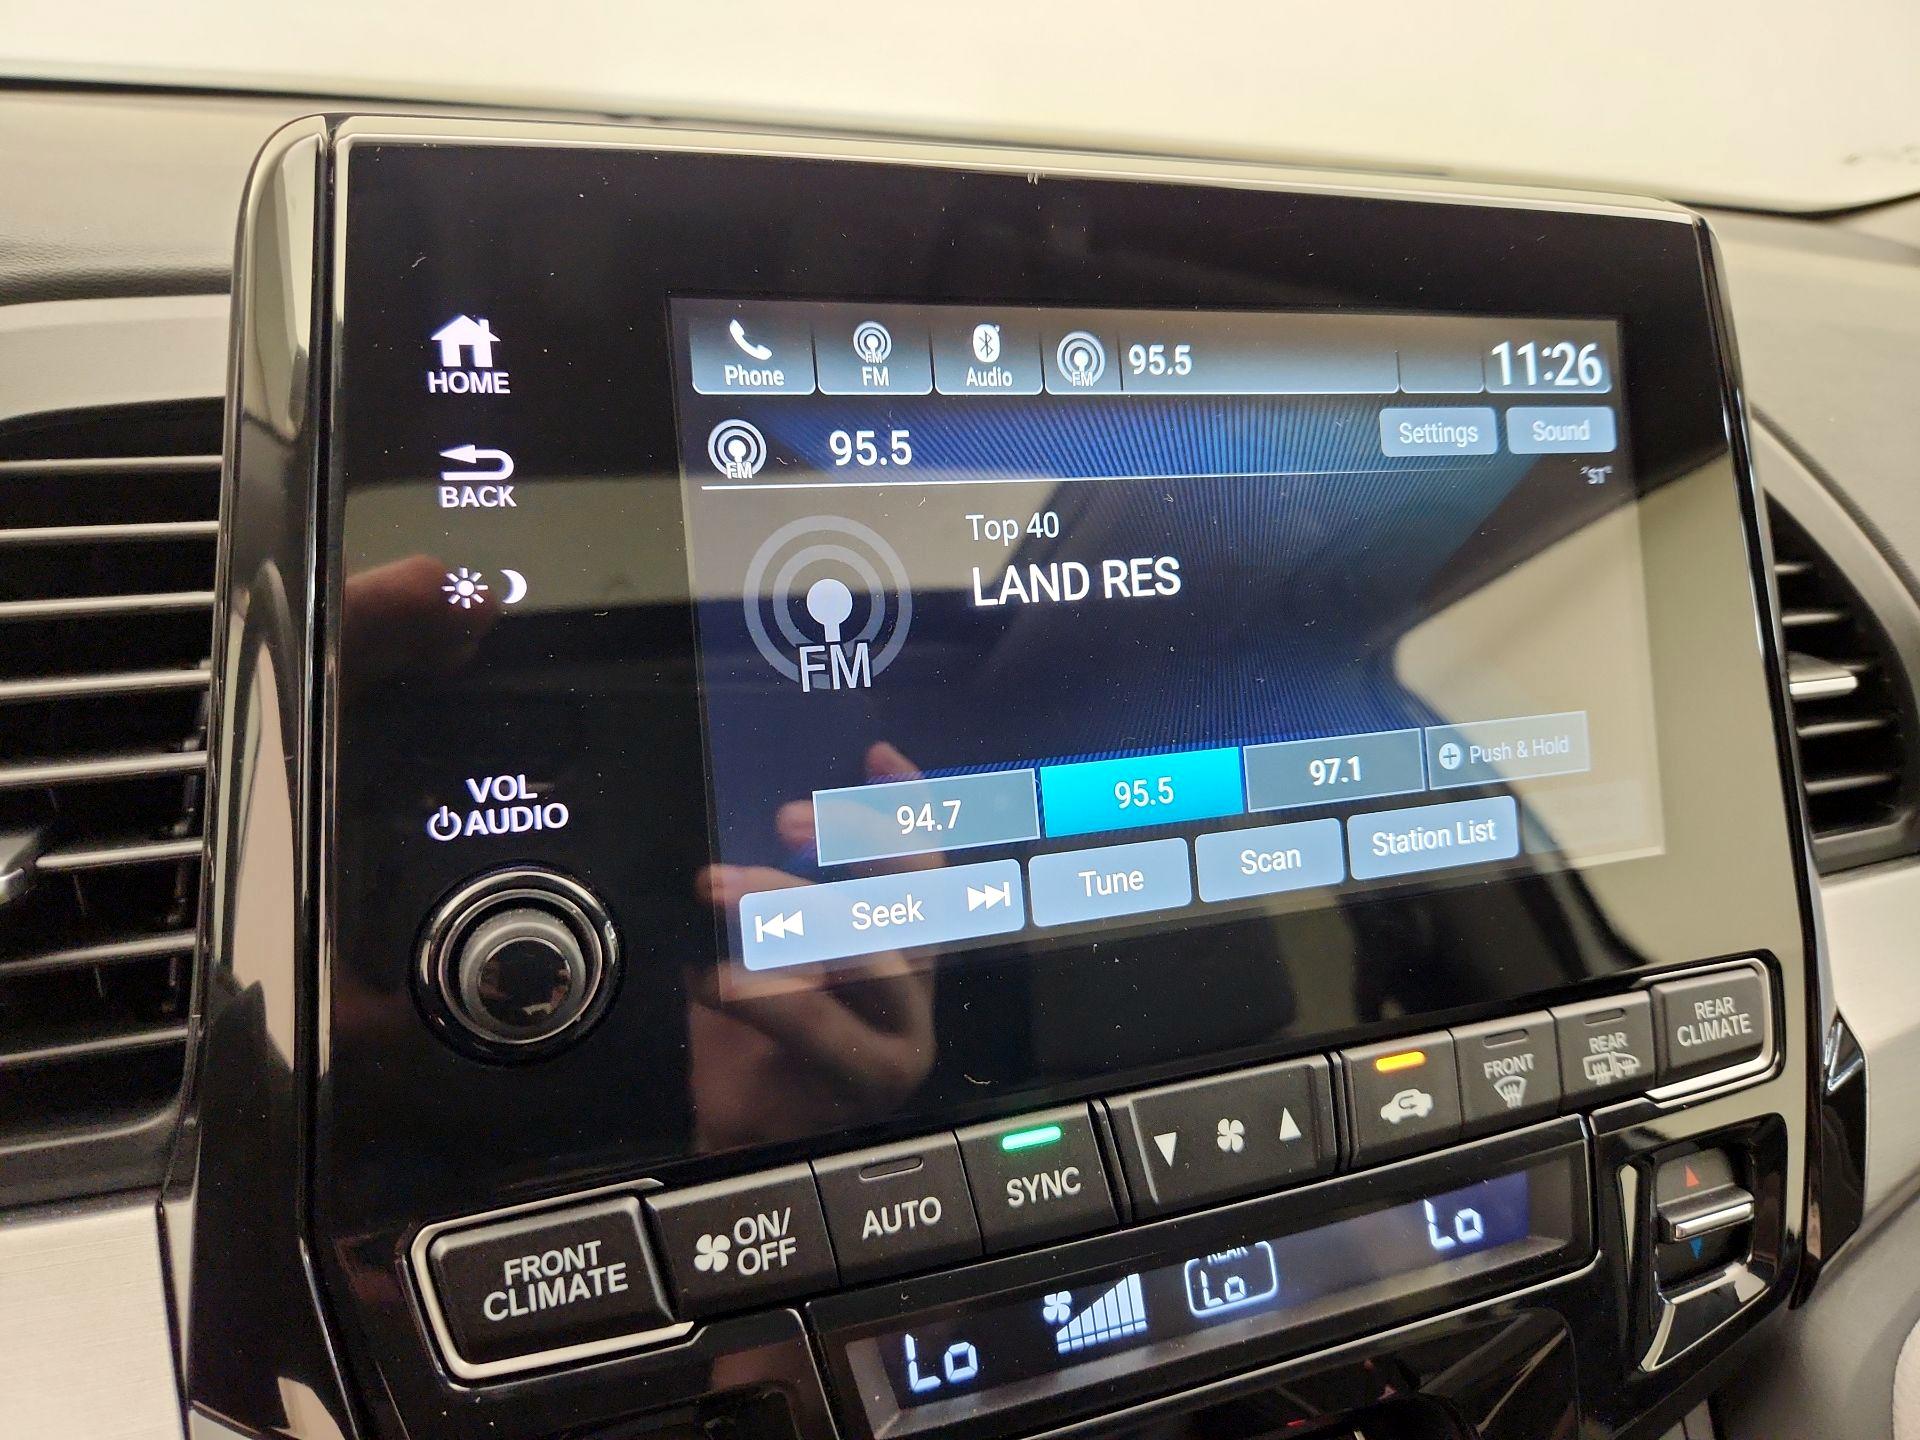 HOME
BACK
VOL
AUDIO
Phone
FM
FM
Audio
FM
95.5
11:26
FM
95.5
Settings
Sound
"ST"
Top 40
LAND RES
FM
94.7
95.5
97.1
Push & Hold
Seek
Tune
Scan
Station List
FRONT
CLIMATE
ON/
OFF
AUTO
SYNC
FRONT
REAR
REAR
CLIMATE
Lo
REAR
Lo
Lo